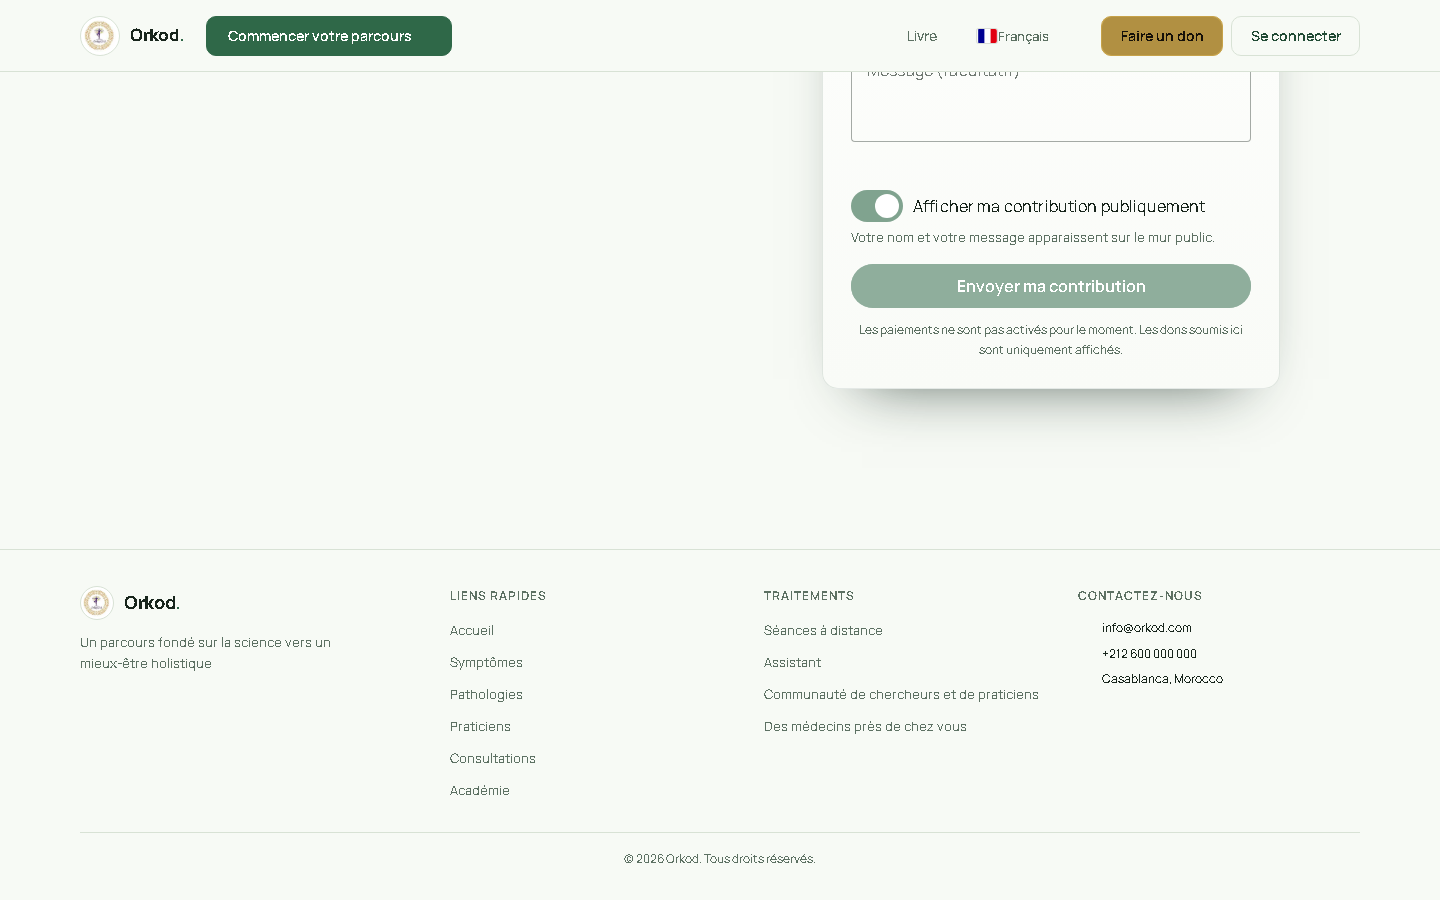 Orkod.
Commencer votre parcours
Livre
Français
Faire un don
Se connecter
Message (facultatif)
Afficher ma contribution publiquement
Votre nom et votre message apparaissent sur le mur public.
Envoyer ma contribution
Les paiements ne sont pas activés pour le moment. Les dons soumis ici
sont uniquement affichés.
Orkod.
Un parcours fondé sur la science vers un
mieux-être holistique
LIENS RAPIDES
Accueil
Symptômes
Pathologies
Praticiens
Consultations
Académie
TRAITEMENTS
Séances à distance
Assistant
Communauté de chercheurs et de praticiens
Des médecins près de chez vous
CONTACTEZ-NOUS
info@orkod.com
+212 600 000 000
Casablanca, Morocco
© 2026 Orkod. Tous droits réservés.